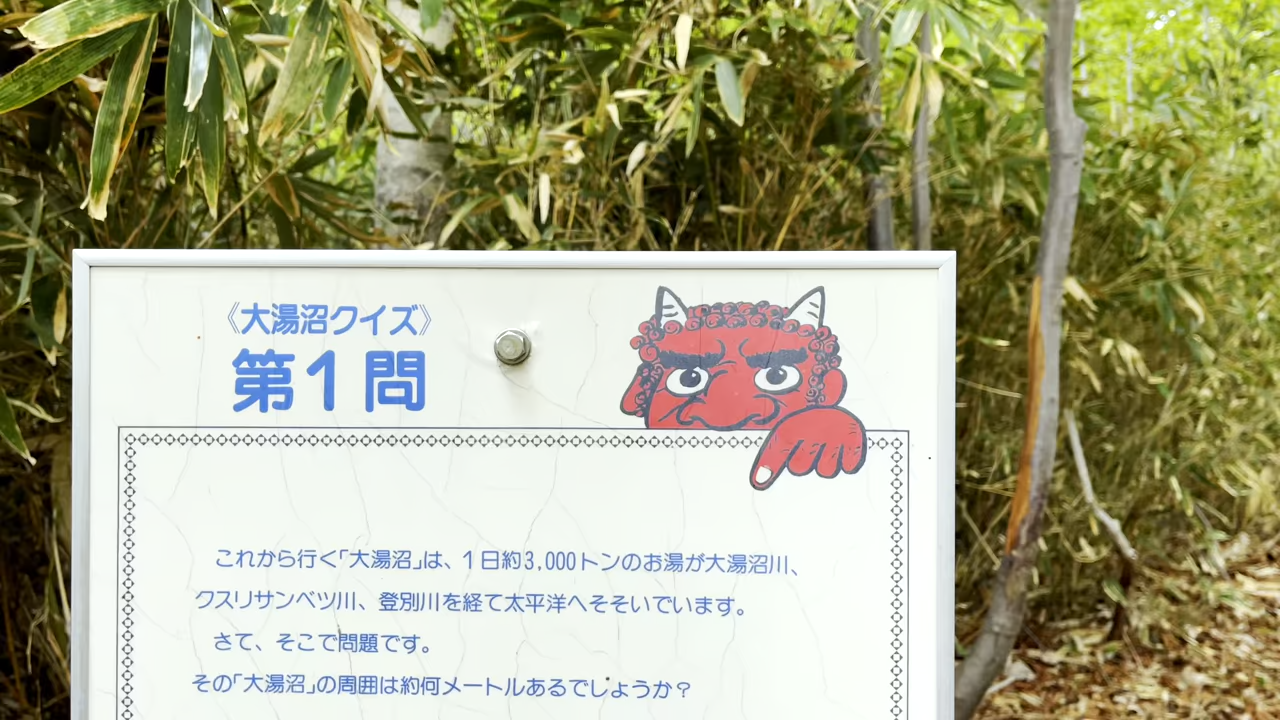 《大湯沼クイズ》
第1問
これから行く「大湯沼」は、1日約3,000トンのお湯が大湯沼川、
クスリサンベツ川、登別川を経て太平洋へそそいでいます。
さて、そこで問題です。
その「大湯沼」の周囲は約何メートルあるでしょうか?